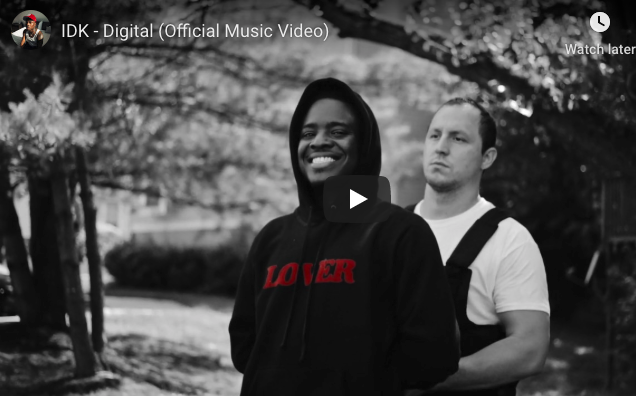 IDK - Digital (Official Music Video)
Watch later
LOVER